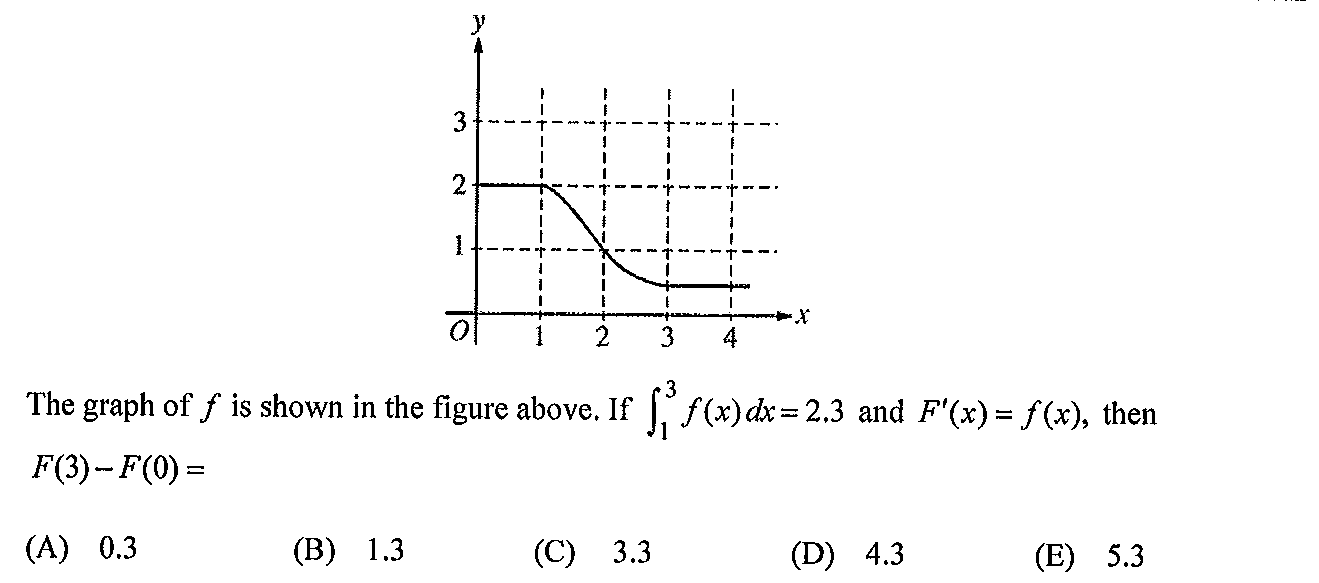 y
3
2
1
O 1 2 3 4 x
The graph of f is shown in the figure above. If ∫₁³ f(x) dx = 2.3 and F′(x) = f(x), then
F(3) − F(0) =
(A) 0.3 (B) 1.3 (C) 3.3 (D) 4.3 (E) 5.3